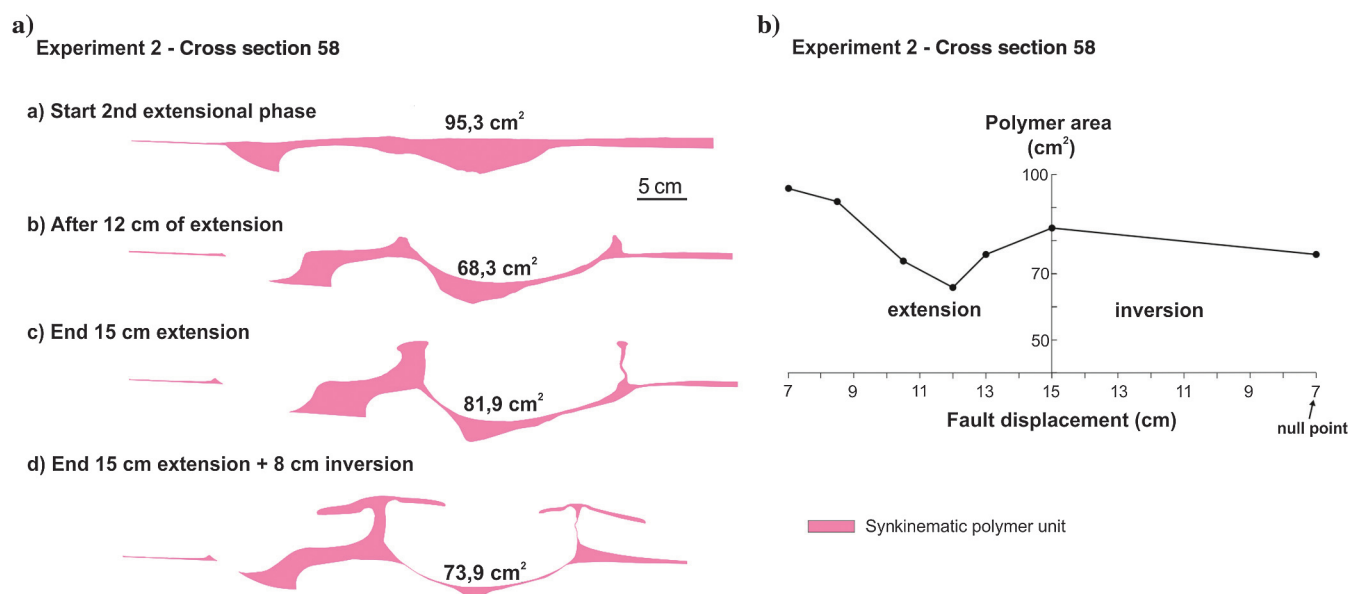 a)
Experiment 2 - Cross section 58
a) Start 2nd extensional phase
95,3 cm²
5 cm
b) After 12 cm of extension
68,3 cm²
c) End 15 cm extension
81,9 cm²
d) End 15 cm extension + 8 cm inversion
73,9 cm²
b)
Experiment 2 - Cross section 58
Polymer area
(cm²)
100
70
50
extension
inversion
7 9 11 13 15 13 11 9 7
Fault displacement (cm)
null point
Synkinematic polymer unit